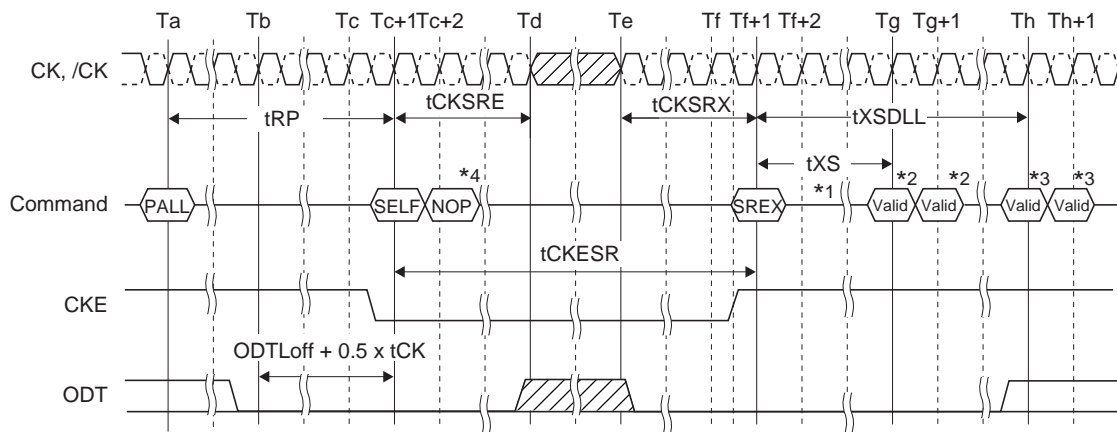 Ta Tb Tc Tc+1 Tc+2 Td Te Tf Tf+1 Tf+2 Tg Tg+1 Th Th+1
CK, /CK
tCKSRE tCKSRX
tRP tXSDLL
tXS
*4 *1 *2 *2 *3 *3
Command PALL SELF NOP SREX Valid Valid Valid Valid
tCKESR
CKE
ODTLoff + 0.5 x tCK
ODT